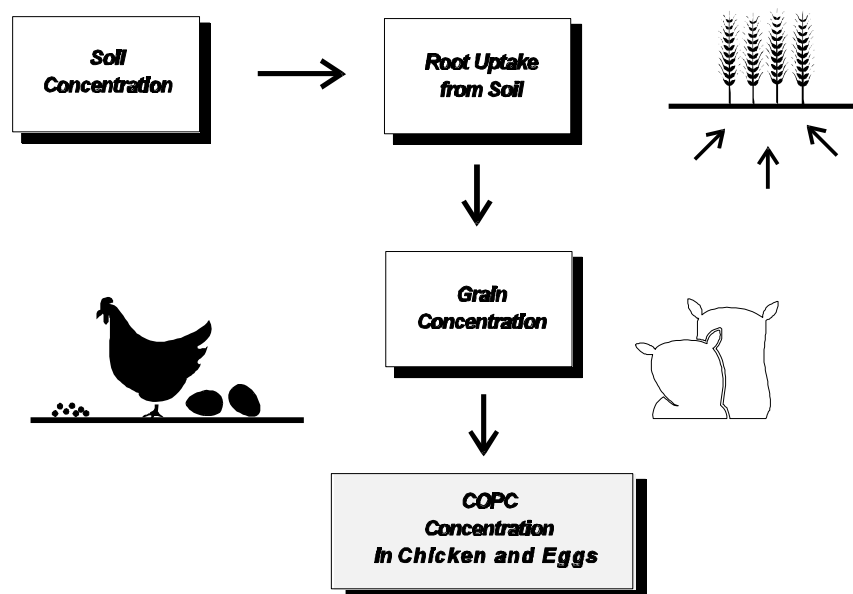 Soil
Concentration
Root Uptake
from Soil
Grain
Concentration
COPC
Concentration
in Chicken and Eggs